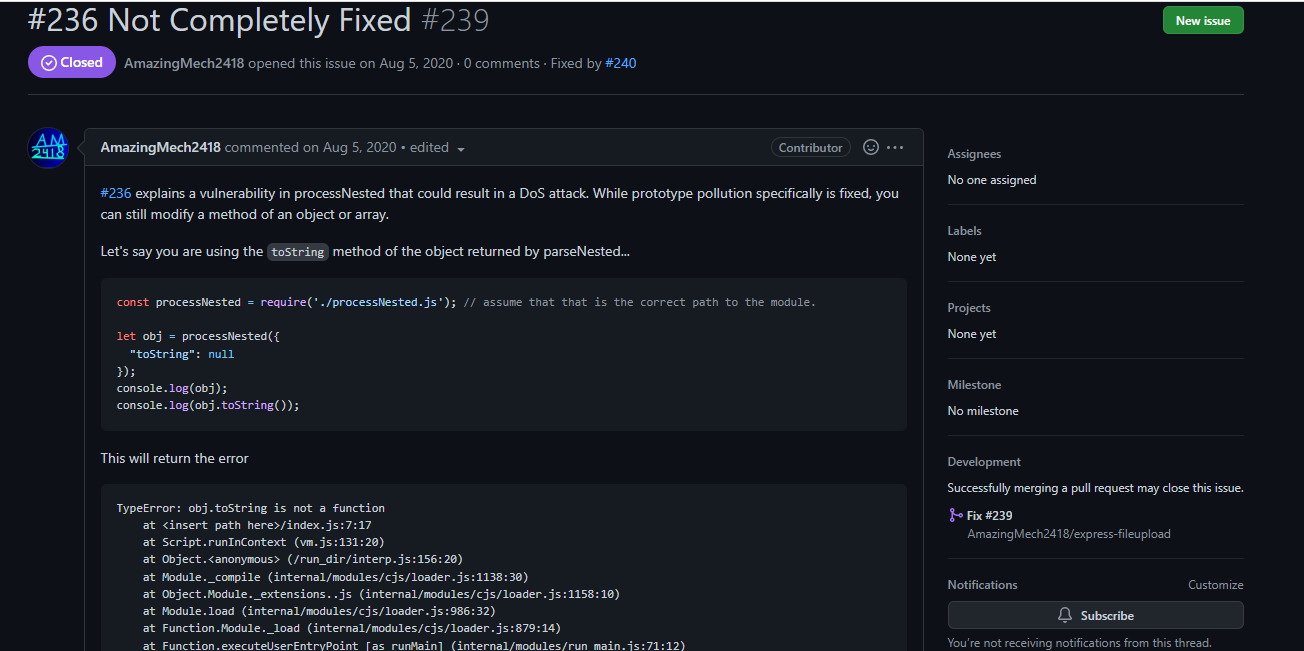 #236 Not Completely Fixed #239
New issue
Closed
AmazingMech2418 opened this issue on Aug 5, 2020 · 0 comments · Fixed by #240
AM
2418
AmazingMech2418 commented on Aug 5, 2020 • edited
Contributor
#236 explains a vulnerability in processNested that could result in a DoS attack. While prototype pollution specifically is fixed, you
can still modify a method of an object or array.
Let's say you are using the toString method of the object returned by parseNested...
const processNested = require('./processNested.js'); // assume that that is the correct path to the module.
let obj = processNested({
  "toString": null
});
console.log(obj);
console.log(obj.toString());
This will return the error
TypeError: obj.toString is not a function
    at <insert path here>/index.js:7:17
    at Script.runInContext (vm.js:131:20)
    at Object.<anonymous> (/run_dir/interp.js:156:20)
    at Module._compile (internal/modules/cjs/loader.js:1138:30)
    at Object.Module._extensions..js (internal/modules/cjs/loader.js:1158:10)
    at Module.load (internal/modules/cjs/loader.js:986:32)
    at Function.Module._load (internal/modules/cjs/loader.js:879:14)
    at Function.executeUserEntryPoint [as runMain] (internal/modules/run_main.js:71:12)
Assignees
No one assigned
Labels
None yet
Projects
None yet
Milestone
No milestone
Development
Successfully merging a pull request may close this issue.
Fix #239
AmazingMech2418/express-fileupload
Notifications
Customize
Subscribe
You're not receiving notifications from this thread.